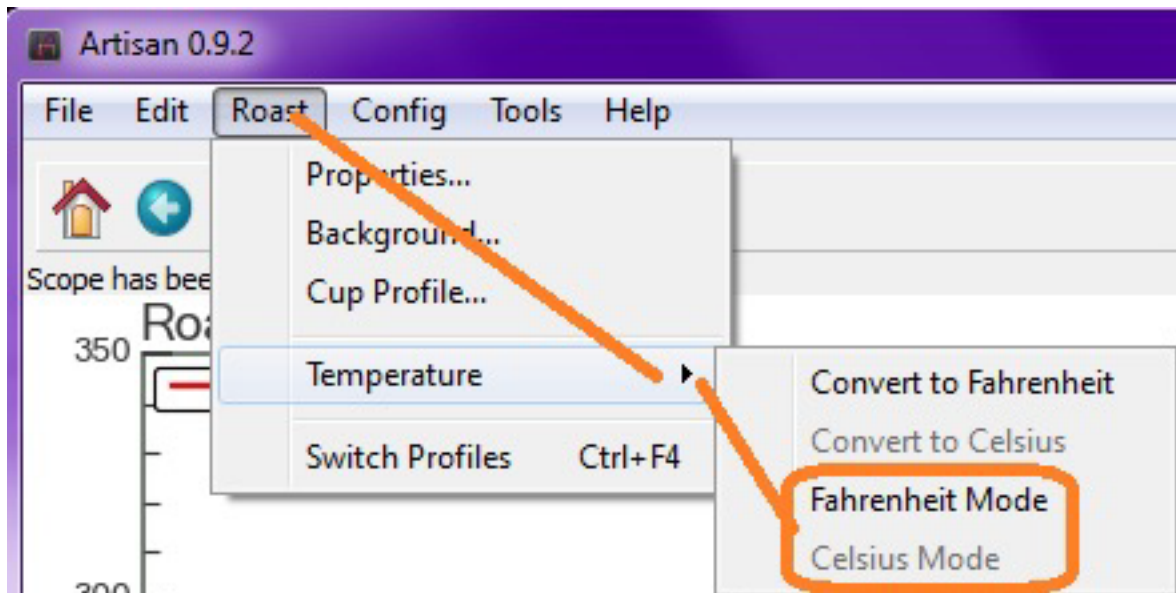 Artisan 0.9.2
File Edit Roast Config Tools Help
Properties...
Background...
Cup Profile...
Temperature
Switch Profiles Ctrl+F4
Convert to Fahrenheit
Convert to Celsius
Fahrenheit Mode
Celsius Mode
Scope has bee
Roa
350
300